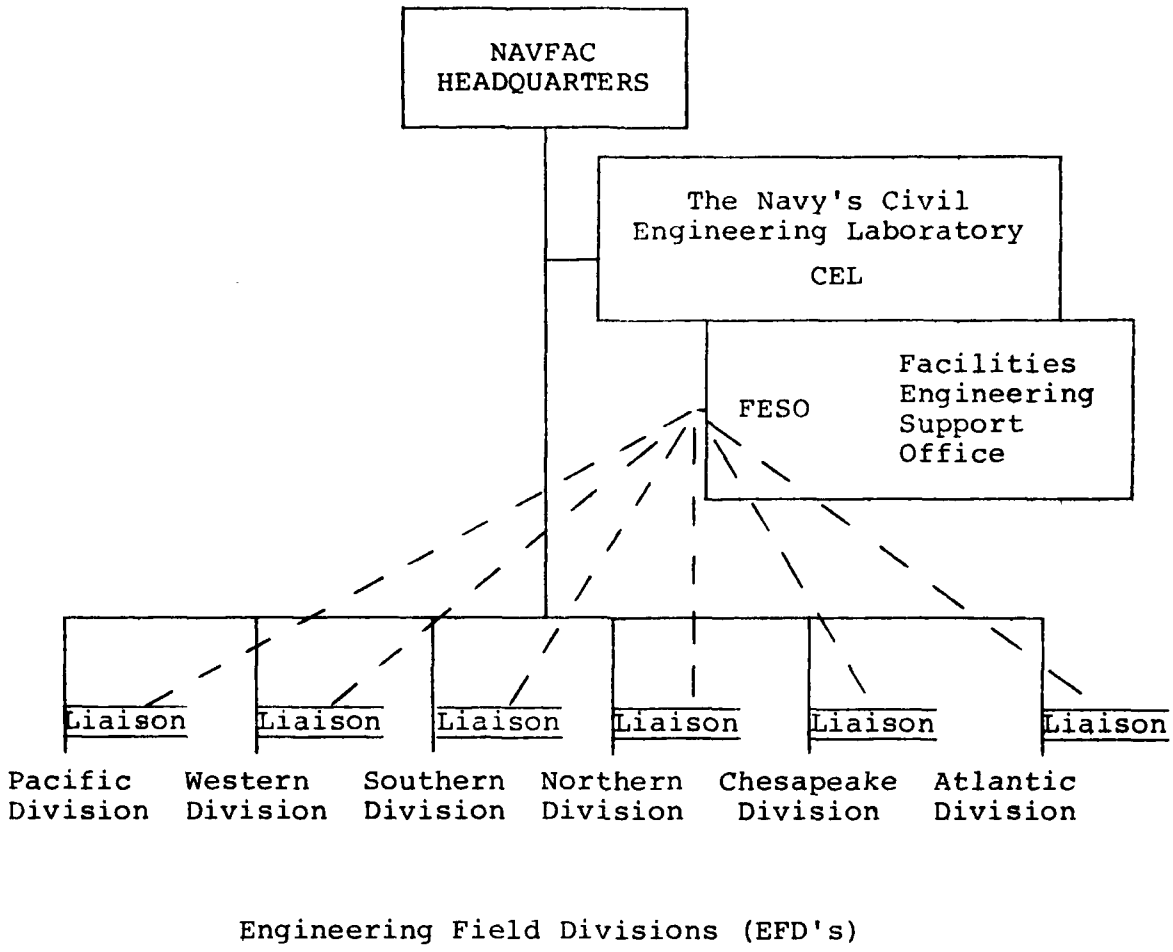 NAVFAC
HEADQUARTERS
The Navy's Civil
Engineering Laboratory
CEL
FESO
Facilities
Engineering
Support
Office
Liaison Liaison Liaison Liaison Liaison Liaison
Pacific Division
Western Division
Southern Division
Northern Division
Chesapeake Division
Atlantic Division
Engineering Field Divisions (EFD's)